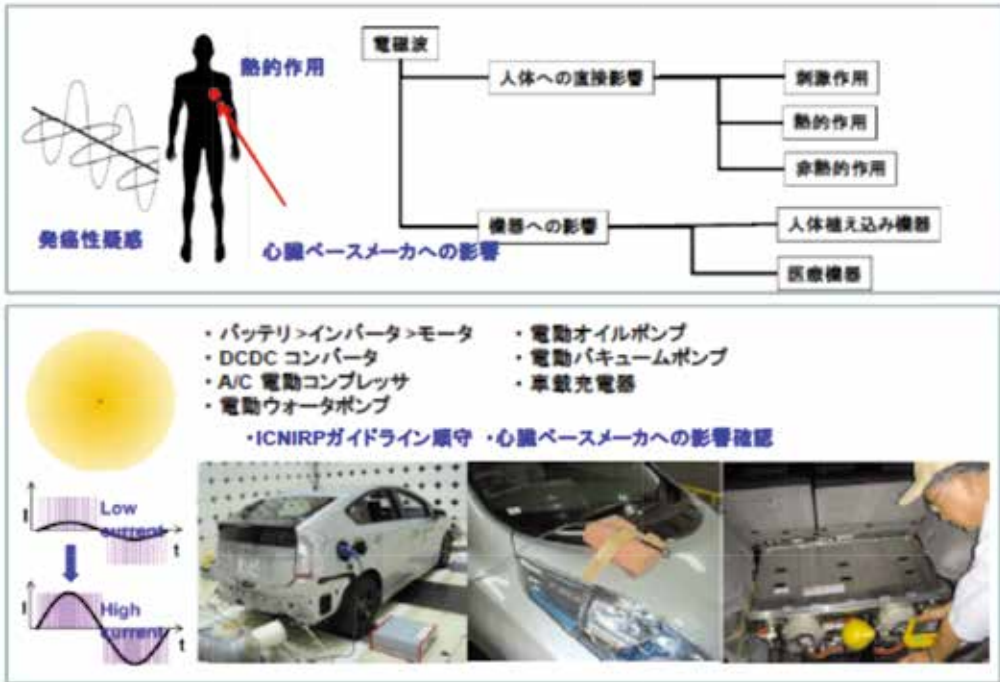 熱的作用
発癌性疑惑
心臓ペースメーカへの影響
電磁波
人体への直接影響
刺激作用
熱的作用
非熱的作用
機器への影響
人体植え込み機器
医療機器
・バッテリ>インバータ>モータ
・DCDC コンバータ
・A/C 電動コンプレッサ
・電動ウォータポンプ
・電動オイルポンプ
・電動バキュームポンプ
・車載充電器
・ICNIRPガイドライン順守 ・心臓ペースメーカへの影響確認
I
Low
current
t
I
High
current
t